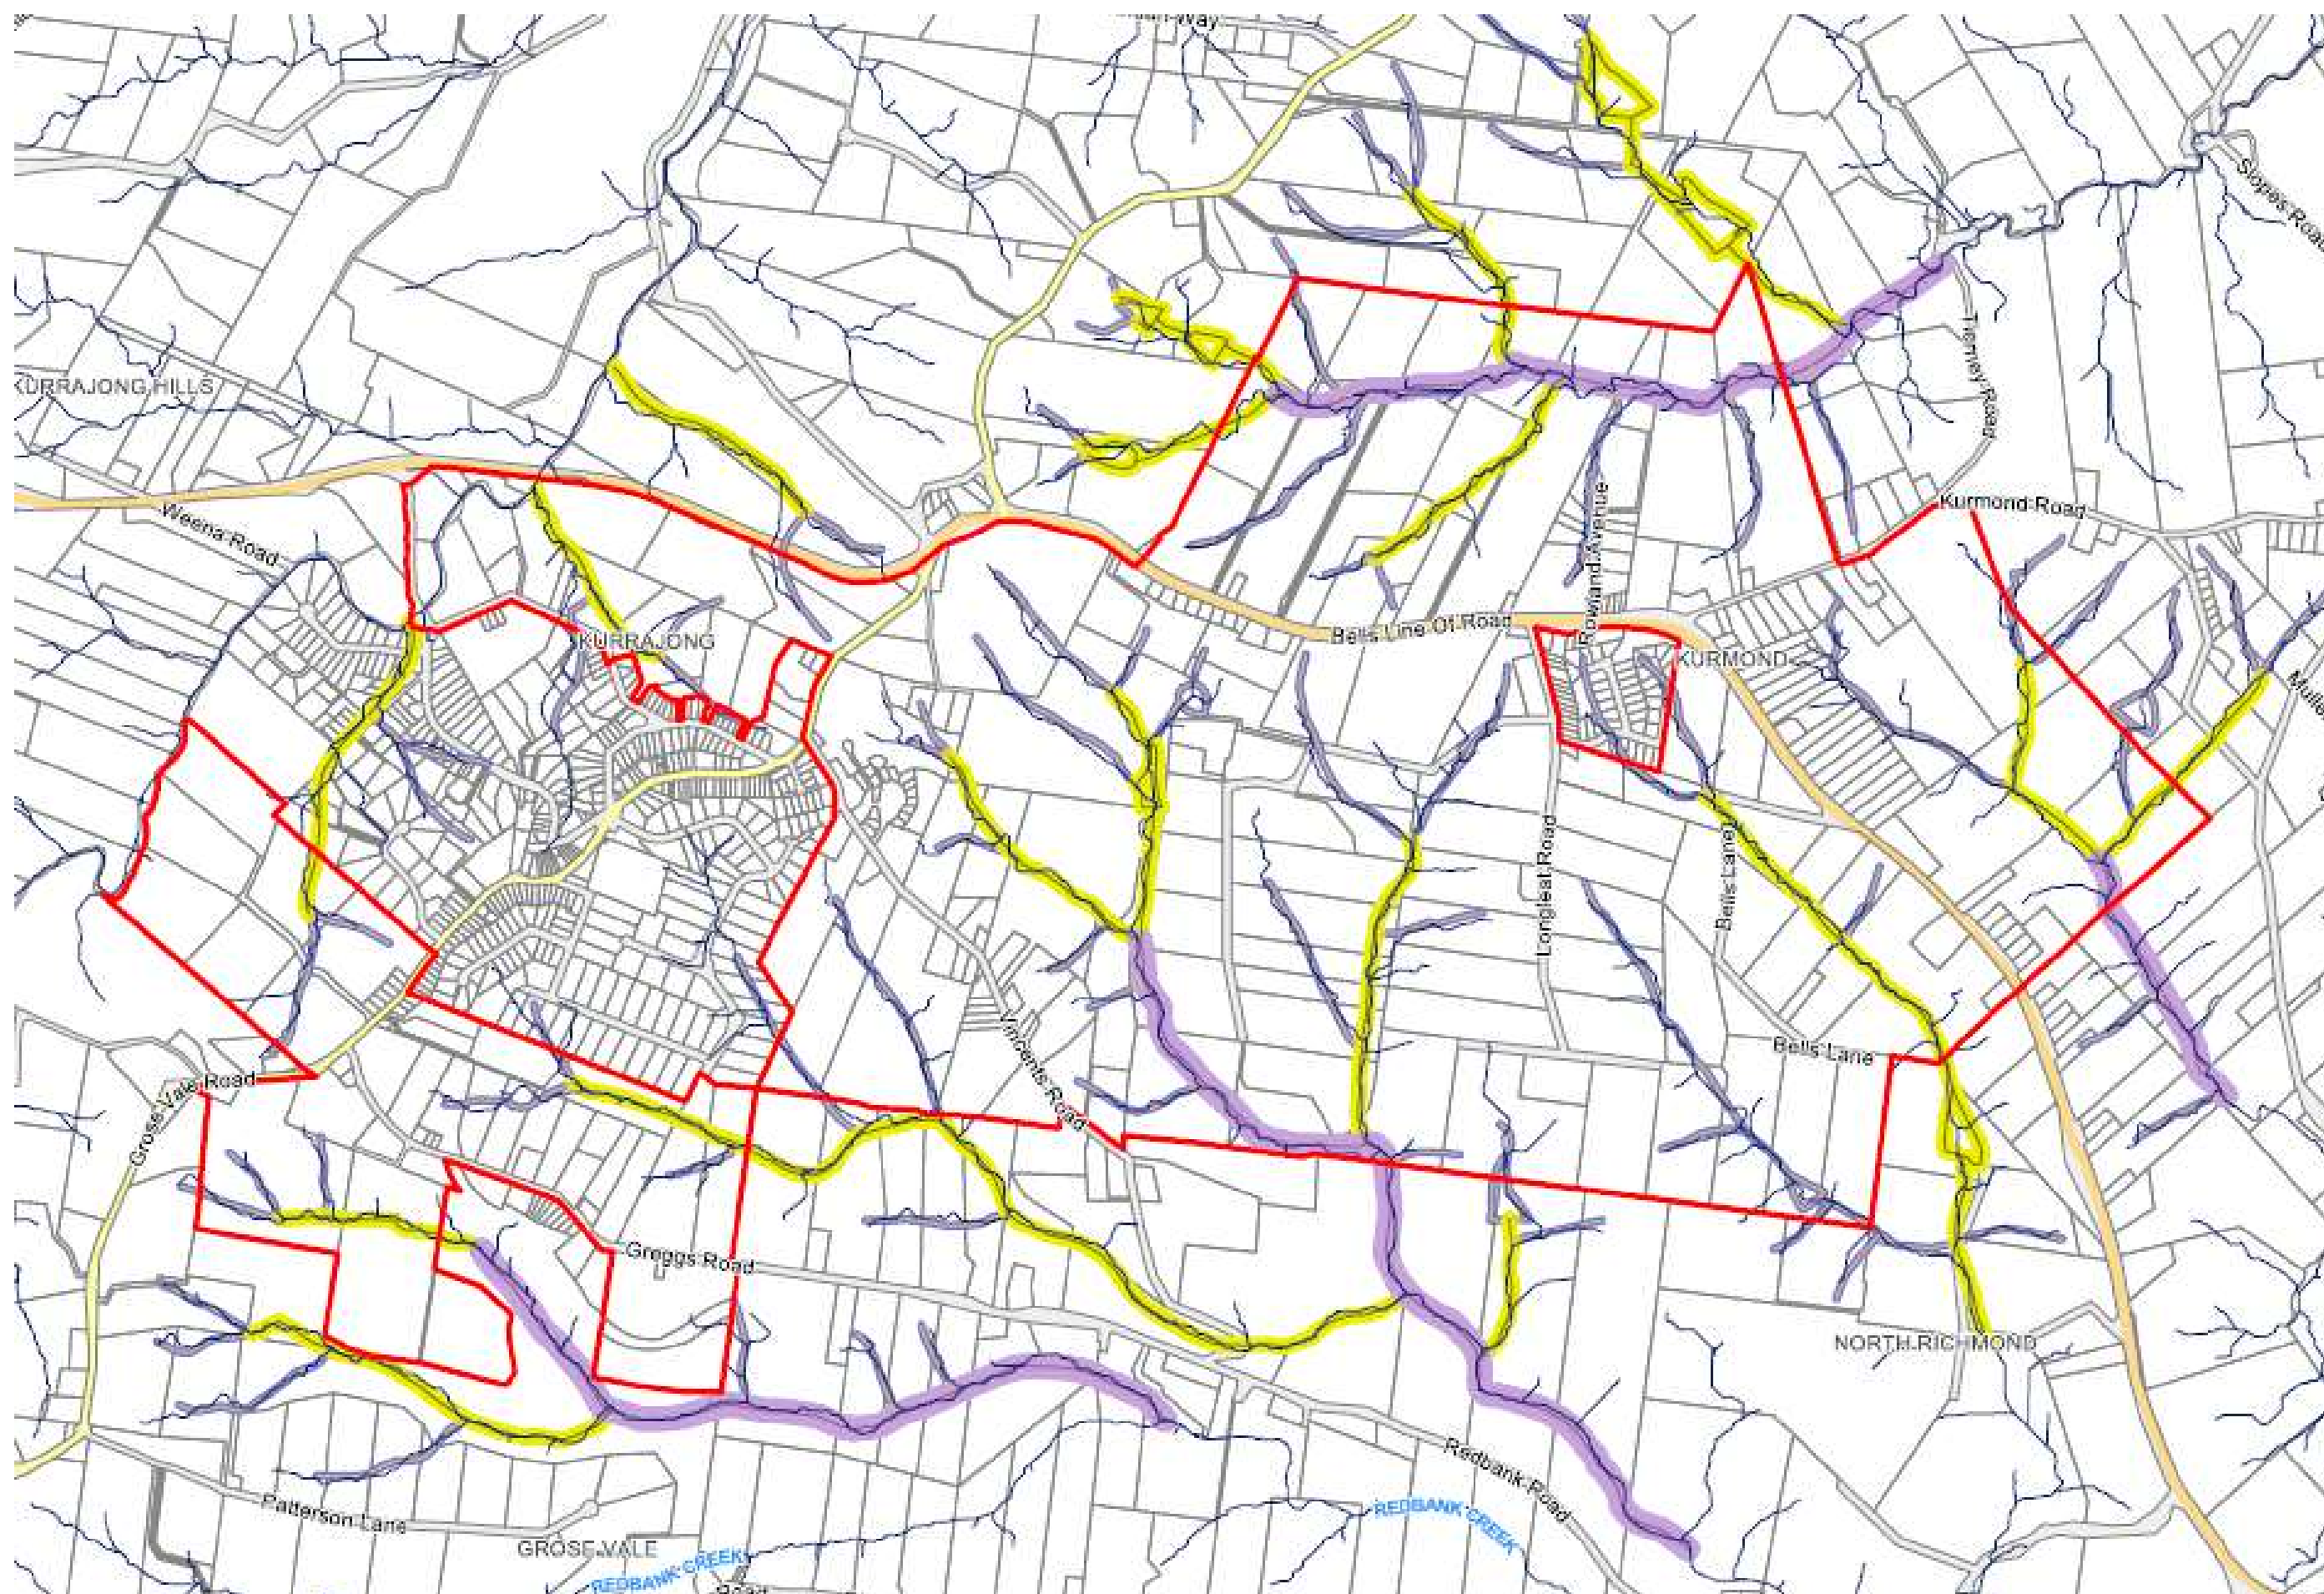 Slopes Road
Tierney Road
KURRAJONG HILLS
Weena Road
Kurmond Road
Rowland Avenue
Bells Line Of Road
KURRAJONG
KURMOND
Longleat Road
Bells Lane
Vincents Road
Bells Lane
Grose Vale Road
Greggs Road
NORTH RICHMOND
Redbank Road
Patterson Lane
REDBANK CREEK
GROSE VALE
REDBANK CREEK
Road